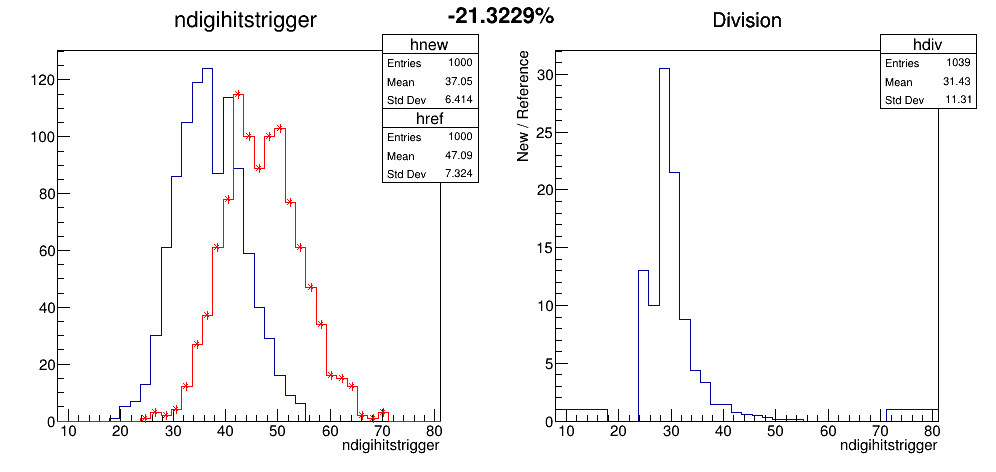 -21.3229%
ndigihitstrigger
hnew
Entries 1000
Mean 37.05
Std Dev 6.414
href
Entries 1000
Mean 47.09
Std Dev 7.324
120
100
80
60
40
20
0
10 20 30 40 50 60 70 80
ndigihitstrigger
Division
hdiv
Entries 1039
Mean 31.43
Std Dev 11.31
New / Reference
30
25
20
15
10
5
0
10 20 30 40 50 60 70 80
ndigihitstrigger